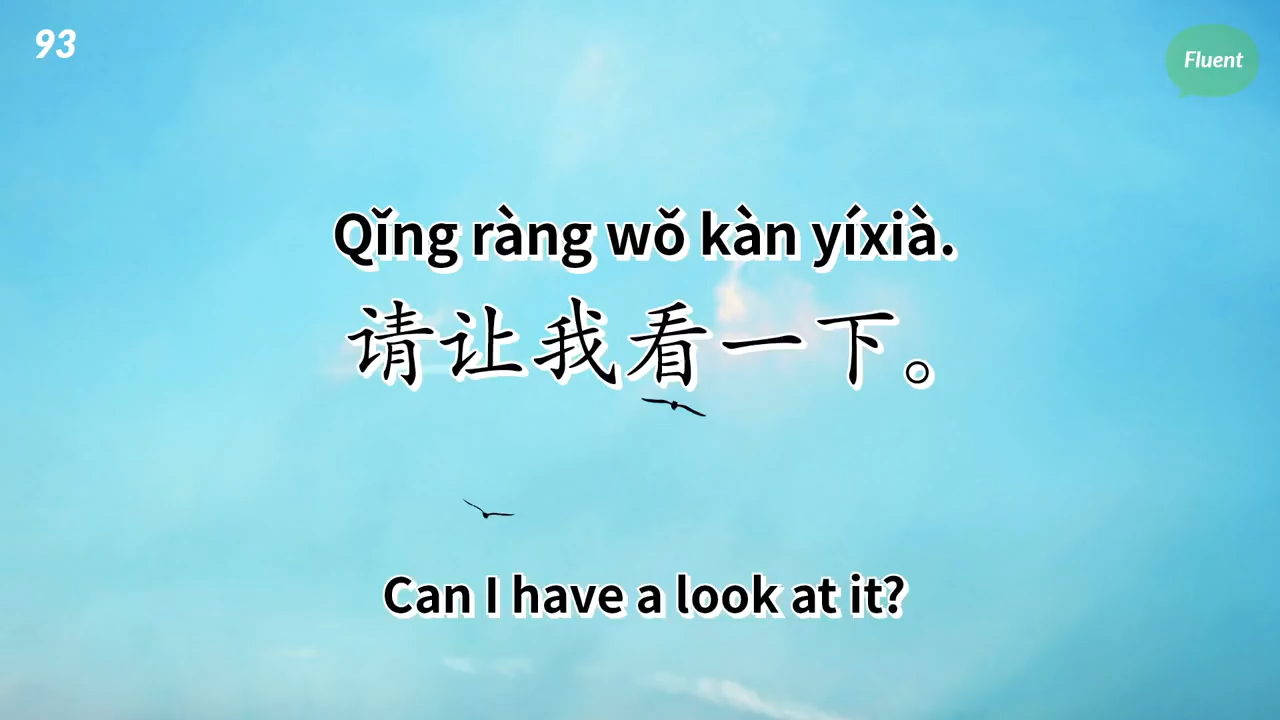 93
Fluent
Qǐng ràng wǒ kàn yíxià.
请让我看一下。
Can I have a look at it?